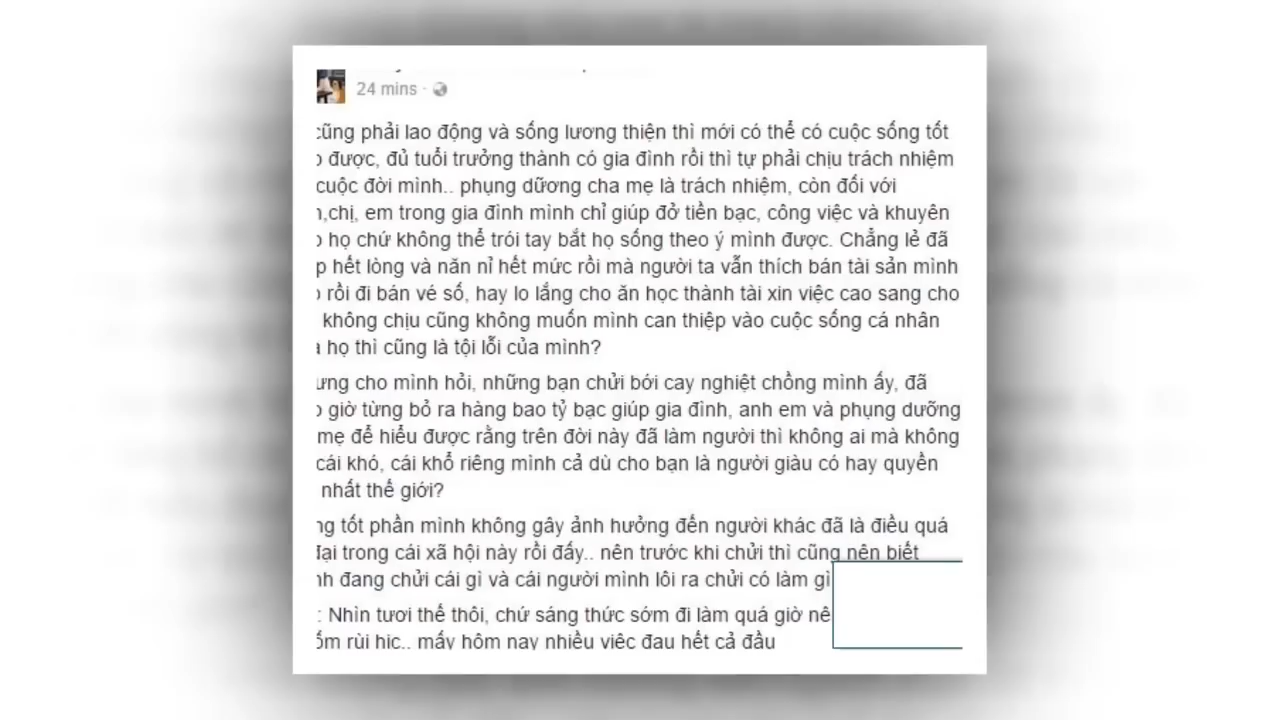 24 mins ·
cũng phải lao động và sống lương thiện thì mới có thể có cuộc sống tốt
được, đủ tuổi trưởng thành có gia đình rồi thì tự phải chịu trách nhiệm
cuộc đời mình.. phụng dữơng cha mẹ là trách nhiệm, còn đối với
,chị, em trong gia đình mình chỉ giúp đở tiền bạc, công việc và khuyên
họ chứ không thể trói tay bắt họ sống theo ý mình được. Chẳng lẻ đã
p hết lòng và năn nỉ hết mức rồi mà người ta vẫn thích bán tài sản mình
rồi đi bán vé số, hay lo lắng cho ăn học thành tài xin việc cao sang cho
không chịu cũng không muốn mình can thiệp vào cuộc sống cá nhân
họ thì cũng là tội lỗi của mình?
ưng cho mình hỏi, những bạn chửi bới cay nghiệt chồng mình ấy, đã
giờ từng bỏ ra hàng bao tỷ bạc giúp gia đình, anh em và phụng dưỡng
mẹ để hiểu được rằng trên đời này đã làm người thì không ai mà không
cái khó, cái khổ riêng mình cả dù cho bạn là người giàu có hay quyền
nhất thế giới?
ng tốt phần mình không gây ảnh hưởng đến người khác đã là điều quá
đại trong cái xã hội này rồi đấy.. nên trước khi chửi thì cũng nên biết
nh đang chửi cái gì và cái người mình lôi ra chửi có làm gì
: Nhìn tươi thế thôi, chứ sáng thức sớm đi làm quá giờ nê
ốm rùi hic.. mấy hôm nay nhiều việc đau hết cả đầu